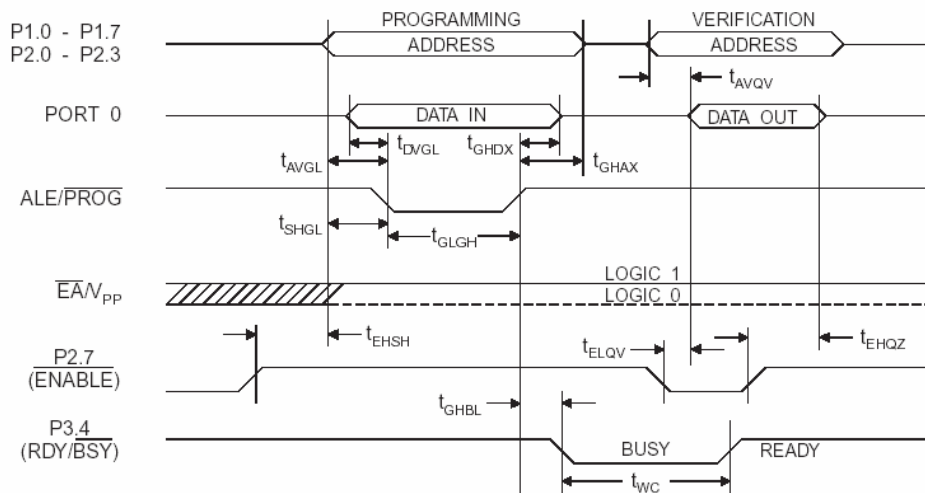 PROGRAMMING
VERIFICATION
P1.0 - P1.7
P2.0 - P2.3
ADDRESS
ADDRESS
tAVQV
PORT 0
DATA IN
DATA OUT
tDVGL
tGHDX
tAVGL
tGHAX
ALE/PROG
tSHGL
tGLGH
LOGIC 1
EA/VPP
LOGIC 0
tEHSH
tELQV
tEHQZ
P2.7
(ENABLE)
tGHBL
P3.4
(RDY/BSY)
BUSY
READY
tWC